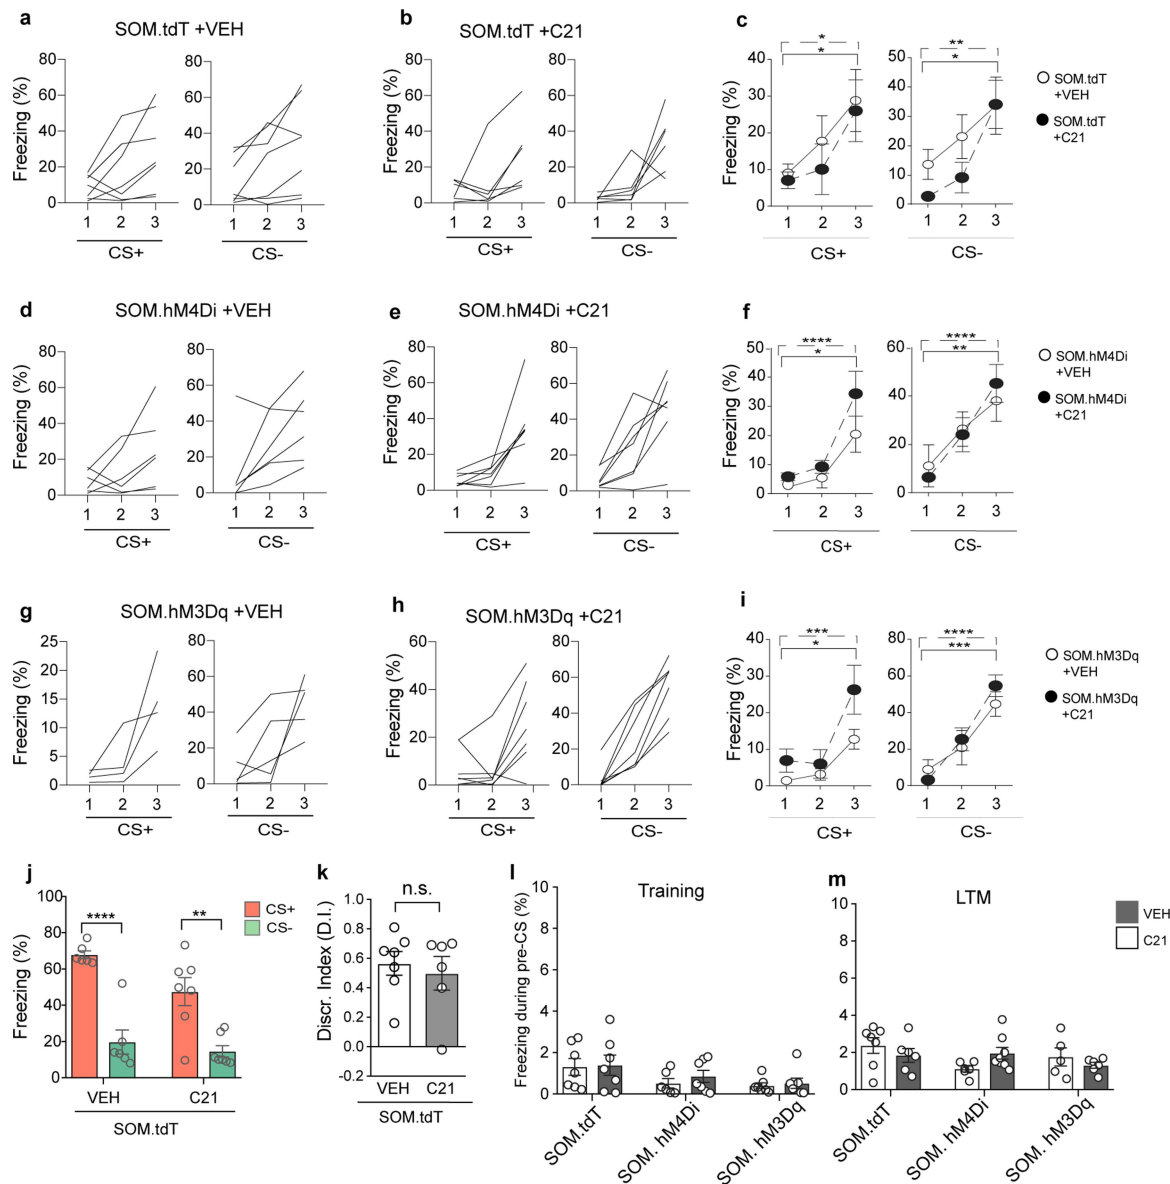 a
SOM.tdT +VEH
b
SOM.tdT +C21
c
Freezing (%)
80
60
40
20
0
1 2 3
CS+
80
60
40
20
0
1 2 3
CS-
Freezing (%)
80
60
40
20
0
1 2 3
CS+
80
60
40
20
0
1 2 3
CS-
Freezing (%)
40
30
20
10
0
*
*
1 2 3
CS+
50
40
30
20
10
0
**
*
1 2 3
CS-
SOM.tdT
+VEH
SOM.tdT
+C21
d
SOM.hM4Di +VEH
e
SOM.hM4Di +C21
f
Freezing (%)
80
60
40
20
0
1 2 3
CS+
80
60
40
20
0
1 2 3
CS-
Freezing (%)
80
60
40
20
0
1 2 3
CS+
80
60
40
20
0
1 2 3
CS-
Freezing (%)
50
40
30
20
10
0
****
*
1 2 3
CS+
60
40
20
0
****
**
1 2 3
CS-
SOM.hM4Di
+VEH
SOM.hM4Di
+C21
g
SOM.hM3Dq +VEH
h
SOM.hM3Dq +C21
i
Freezing (%)
25
20
15
10
5
0
1 2 3
CS+
80
60
40
20
0
1 2 3
CS-
Freezing (%)
60
40
20
0
1 2 3
CS+
80
60
40
20
0
1 2 3
CS-
Freezing (%)
40
30
20
10
0
***
*
1 2 3
CS+
80
60
40
20
0
****
***
1 2 3
CS-
SOM.hM3Dq
+VEH
SOM.hM3Dq
+C21
j
Freezing (%)
100
80
60
40
20
0
****
**
CS+
CS-
VEH C21
SOM.tdT
k
Discr. Index (D.I.)
1.0
0.8
0.6
0.4
0.2
0.0
-0.2
n.s.
VEH C21
SOM.tdT
l
Training
Freezing during pre-CS (%)
10
8
6
4
2
0
SOM.tdT
SOM. hM4Di
SOM. hM3Dq
m
LTM
10
8
6
4
2
0
SOM.tdT
SOM. hM4Di
SOM. hM3Dq
VEH
C21